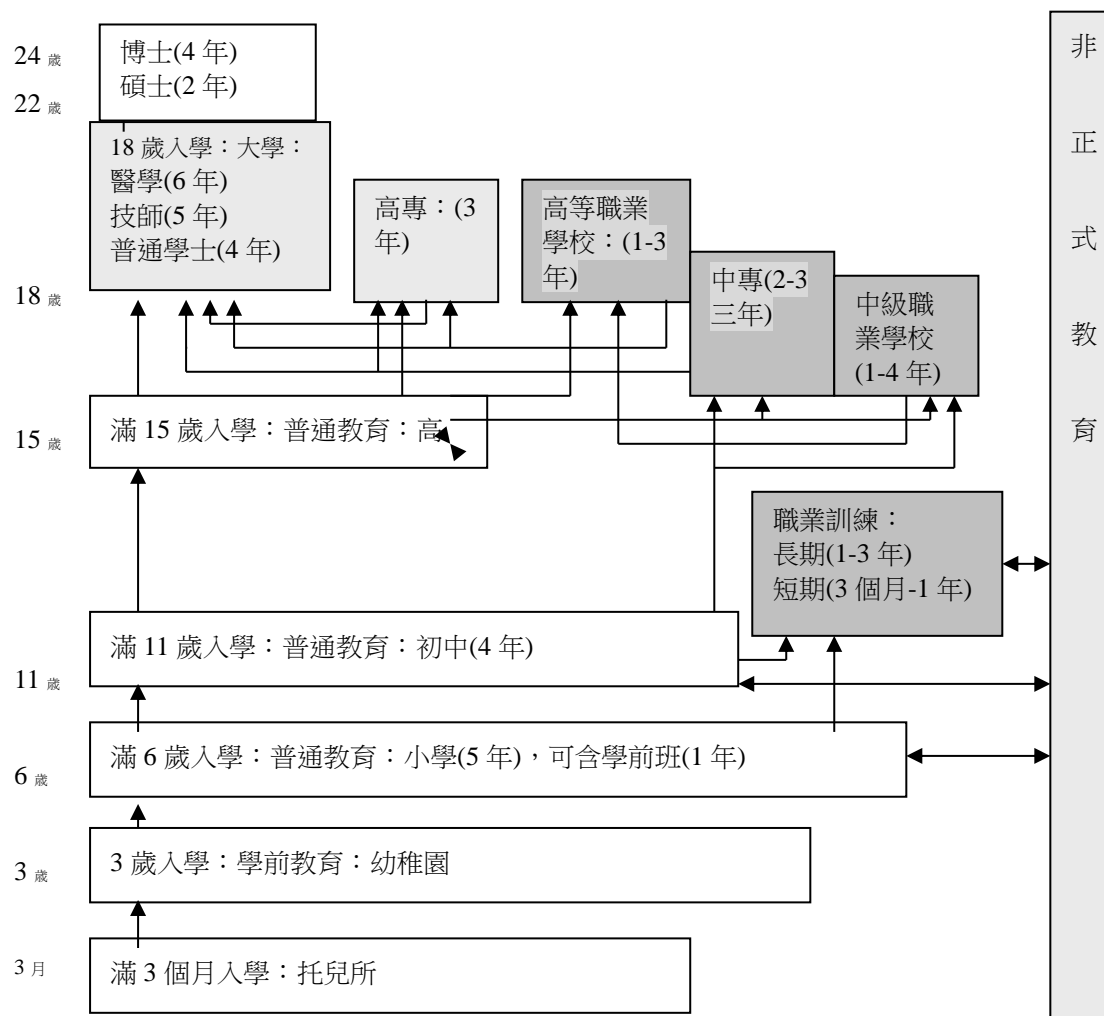 24 歲
22 歲
18 歲
15 歲
11 歲
6 歲
3 歲
3 月
博士(4 年)
碩士(2 年)
18 歲入學：大學：
醫學(6 年)
技師(5 年)
普通學士(4 年)
高專：(3
年)
高等職業
學校：(1-3
年)
中專(2-3
三年)
中級職
業學校
(1-4 年)
滿 15 歲入學：普通教育：高
職業訓練：
長期(1-3 年)
短期(3 個月-1 年)
滿 11 歲入學：普通教育：初中(4 年)
滿 6 歲入學：普通教育：小學(5 年)，可含學前班(1 年)
3 歲入學：學前教育：幼稚園
滿 3 個月入學：托兒所
非
正
式
教
育